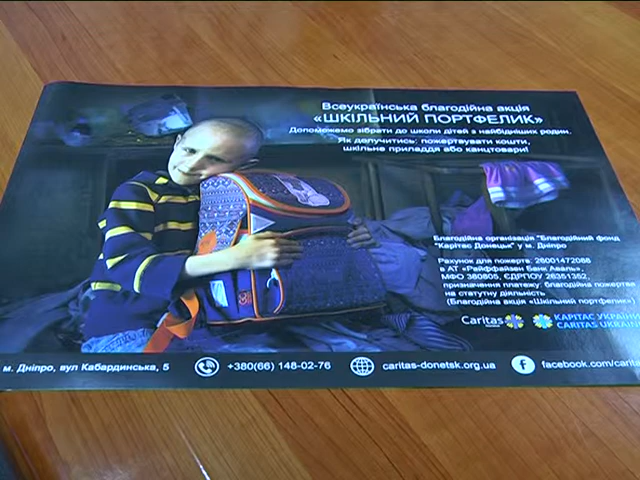 Всеукраїнська благодійна акція
«ШКІЛЬНИЙ ПОРТФЕЛИК»
Допоможемо зібрати до школи дітей з найбідніших родин.
Як долучитись: пожертвувати кошти,
шкільне приладдя або канцтовари!
Благодійна організація "Благодійний фонд
"Карітас Донецьк" у м. Дніпро
Рахунок для пожертв: 26001472086
в АТ «Райффайзен Банк Аваль»,
МФО 380805, ЄДРПОУ 26351362,
призначення платежу: благодійна пожертва
на статутну діяльність
(Благодійна акція «Шкільний портфелик»)
Caritas
КАРІТАС УКРАЇНИ
CARITAS UKRAINE
м. Дніпро, вул Кабардинська, 5
+380(66) 148-02-76
caritas-donetsk.org.ua
facebook.com/carita